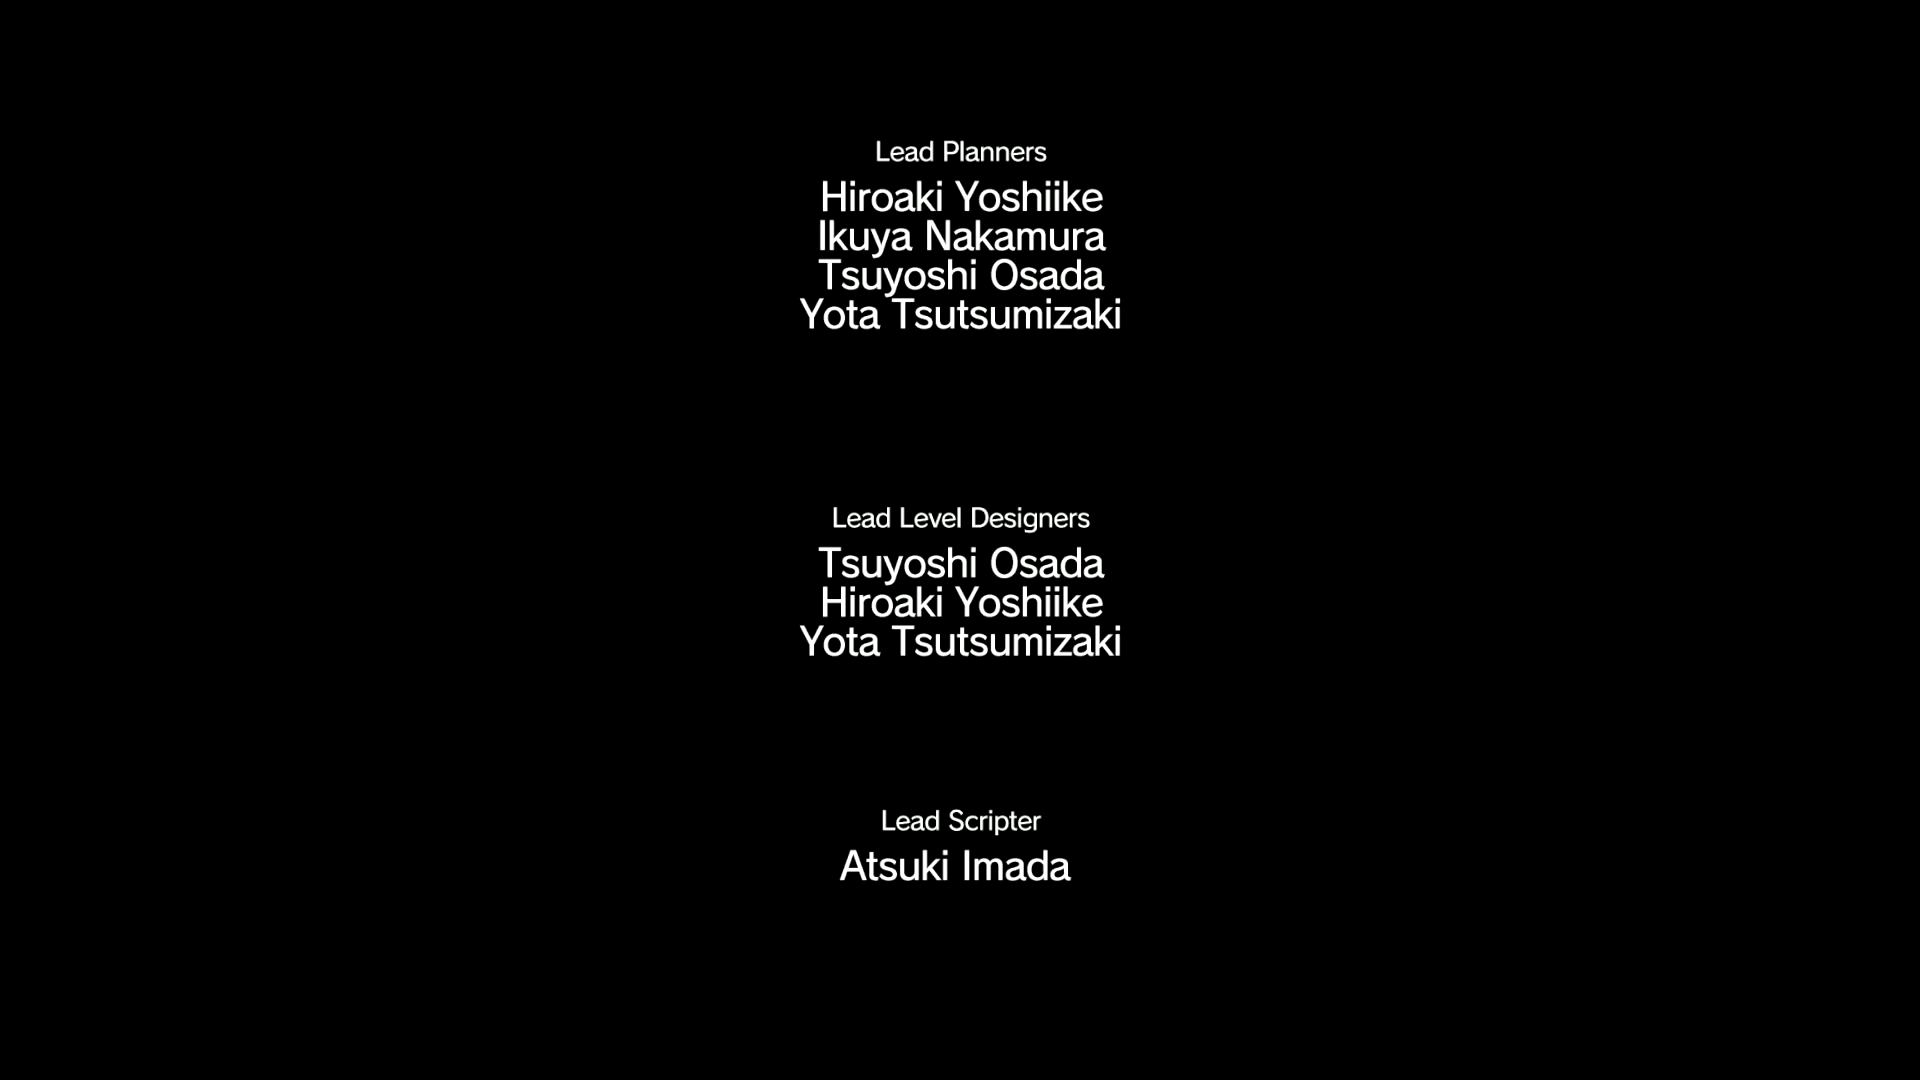 Lead Planners
Hiroaki Yoshiike
Ikuya Nakamura
Tsuyoshi Osada
Yota Tsutsumizaki
Lead Level Designers
Tsuyoshi Osada
Hiroaki Yoshiike
Yota Tsutsumizaki
Lead Scripter
Atsuki Imada